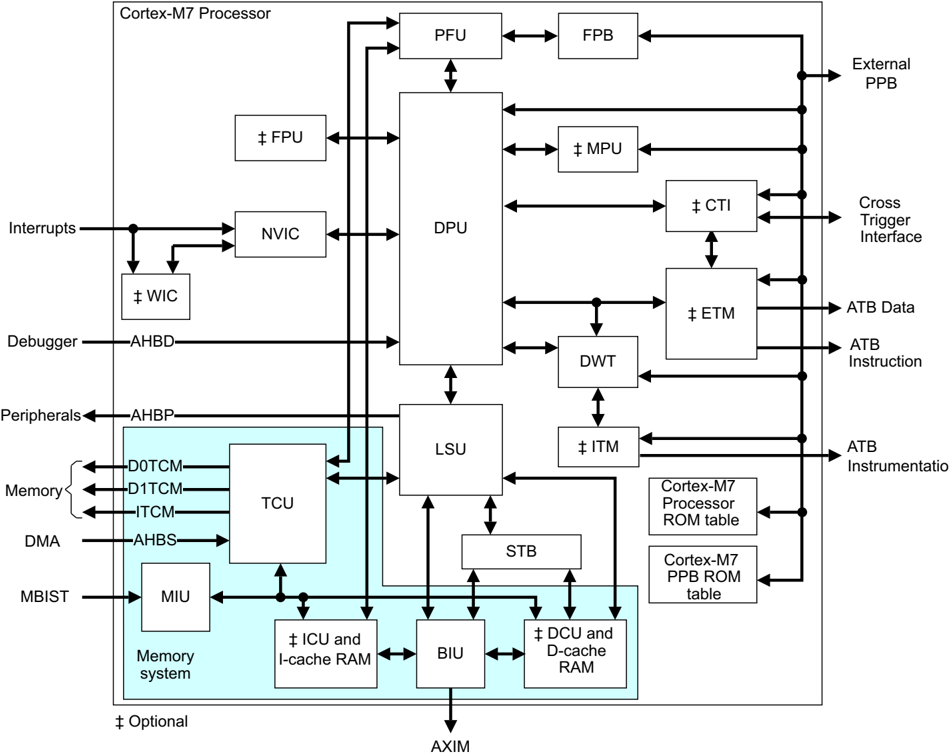 Cortex-M7 Processor
PFU
FPB
External
PPB
‡ FPU
‡ MPU
‡ CTI
Cross
Trigger
Interface
Interrupts
NVIC
DPU
‡ WIC
‡ ETM
ATB Data
Debugger
AHBD
DWT
ATB
Instruction
Peripherals
AHBP
LSU
‡ ITM
ATB
Instrumentatio
Memory
D0TCM
D1TCM
ITCM
TCU
Cortex-M7
Processor
ROM table
DMA
AHBS
STB
Cortex-M7
PPB ROM
table
MBIST
MIU
‡ ICU and
I-cache RAM
BIU
‡ DCU and
D-cache
RAM
Memory
system
‡ Optional
AXIM